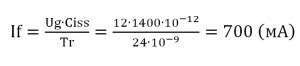 If = Ug·Ciss / Tr = 12·1400·10⁻¹² / 24·10⁻⁹ = 700 (мА)